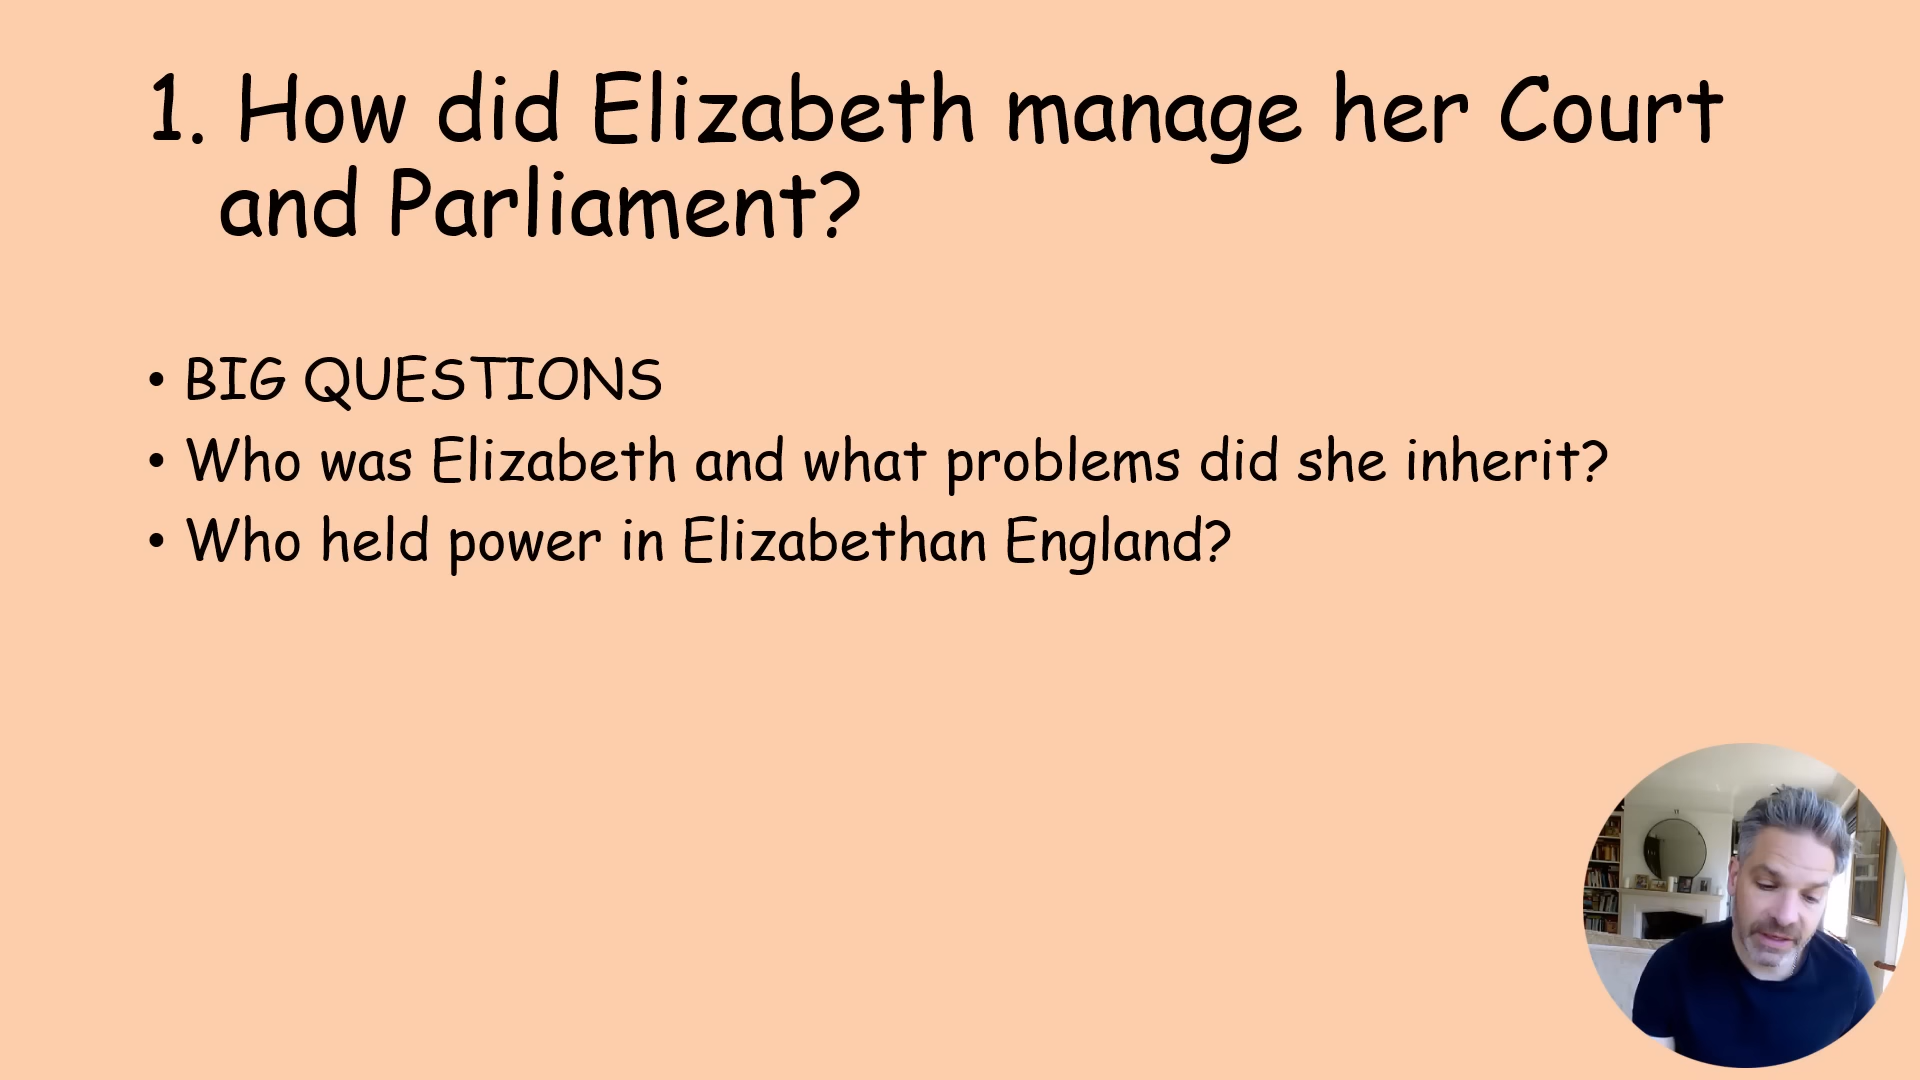 1. How did Elizabeth manage her Court
and Parliament?
• BIG QUESTIONS
• Who was Elizabeth and what problems did she inherit?
• Who held power in Elizabethan England?